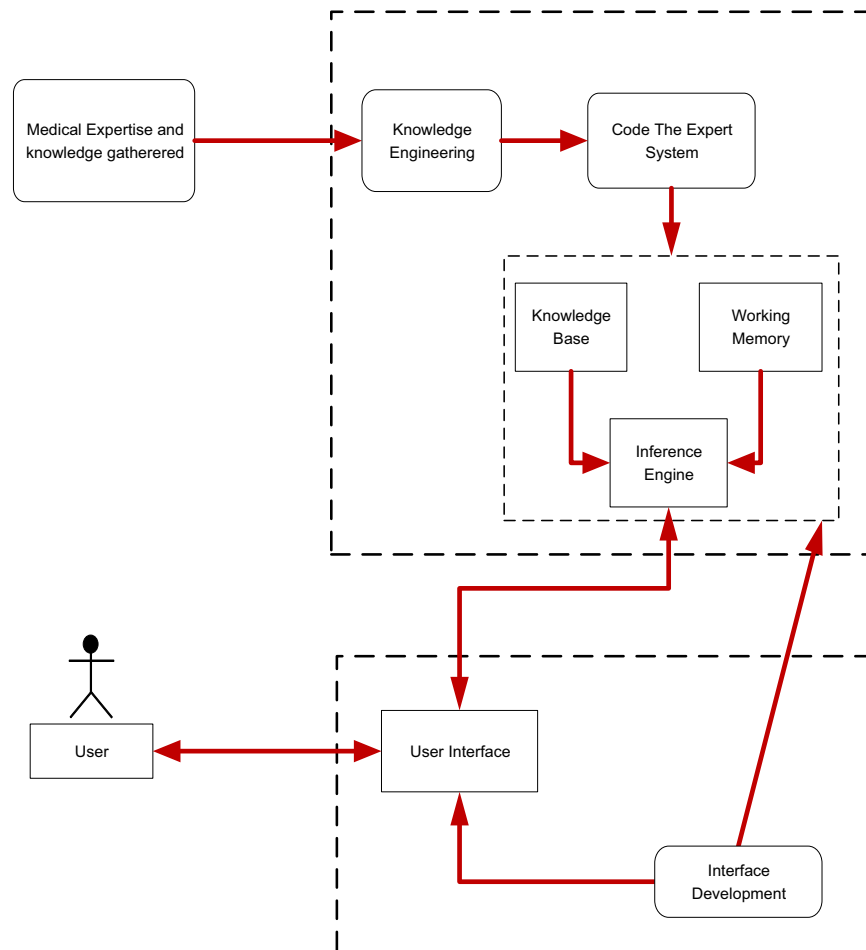 Medical Expertise and
knowledge gatherered
Knowledge
Engineering
Code The Expert
System
Knowledge
Base
Working
Memory
Inference
Engine
User
User Interface
Interface
Development